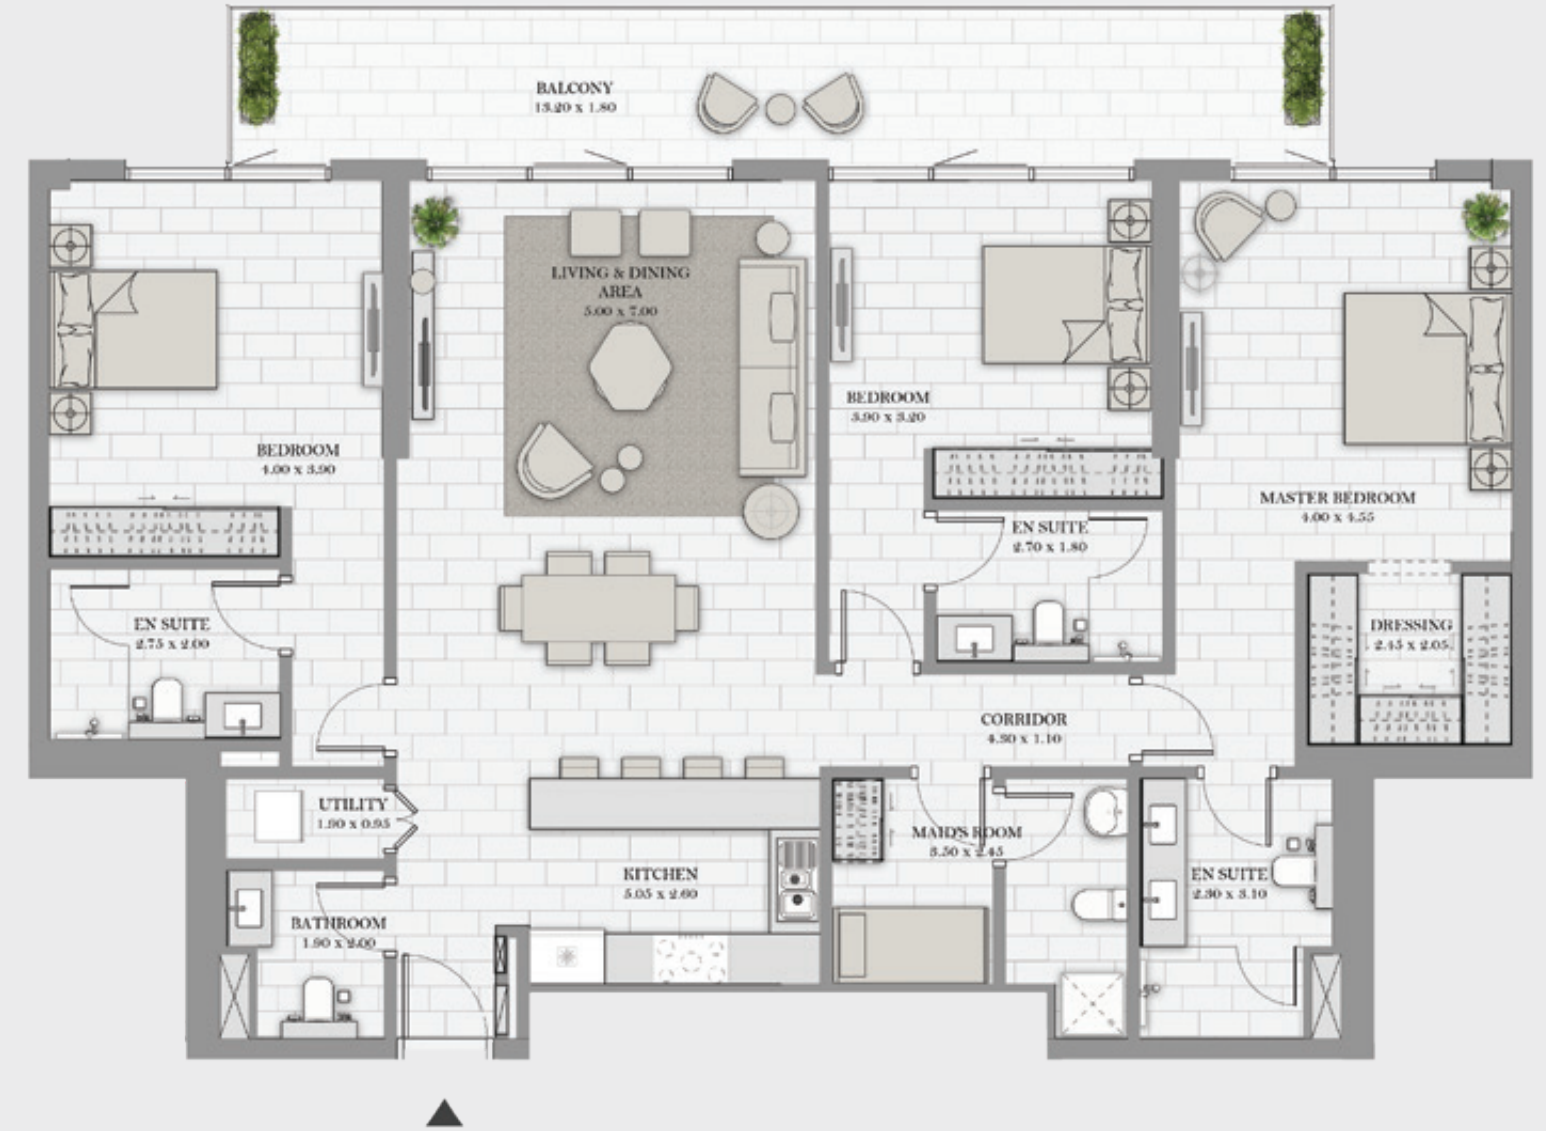 BALCONY
13.20 x 1.80
LIVING & DINING
AREA
5.00 x 7.00
BEDROOM
3.90 x 3.20
BEDROOM
4.00 x 3.90
MASTER BEDROOM
4.00 x 4.55
EN SUITE
2.70 x 1.80
EN SUITE
2.75 x 2.00
DRESSING
2.45 x 2.05
CORRIDOR
4.30 x 1.10
UTILITY
1.90 x 0.95
MAID'S ROOM
3.50 x 2.45
KITCHEN
5.05 x 2.60
EN SUITE
2.30 x 3.10
BATHROOM
1.90 x 2.00